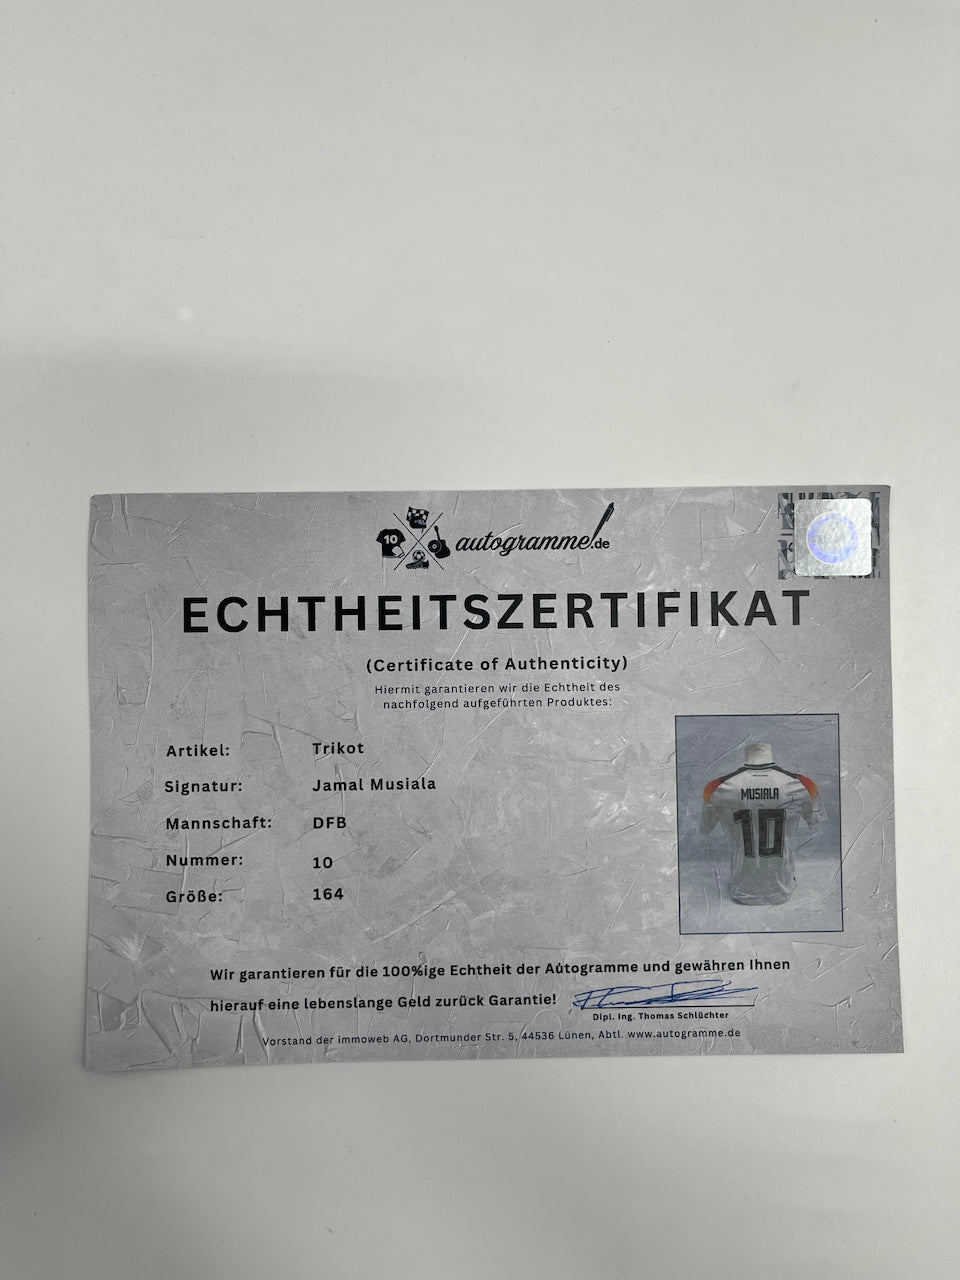 10
autogramme.de
ECHTHEITSZERTIFIKAT
(Certificate of Authenticity)
Hiermit garantieren wir die Echtheit des
nachfolgend aufgeführten Produktes:
Artikel: Trikot
Signatur: Jamal Musiala
Mannschaft: DFB
Nummer: 10
Größe: 164
MUSIALA
10
Wir garantieren für die 100%ige Echtheit der Autogramme und gewähren Ihnen
hierauf eine lebenslange Geld zurück Garantie!
Dipl. Ing. Thomas Schlüchter
Vorstand der immoweb AG, Dortmunder Str. 5, 44536 Lünen, Abtl. www.autogramme.de